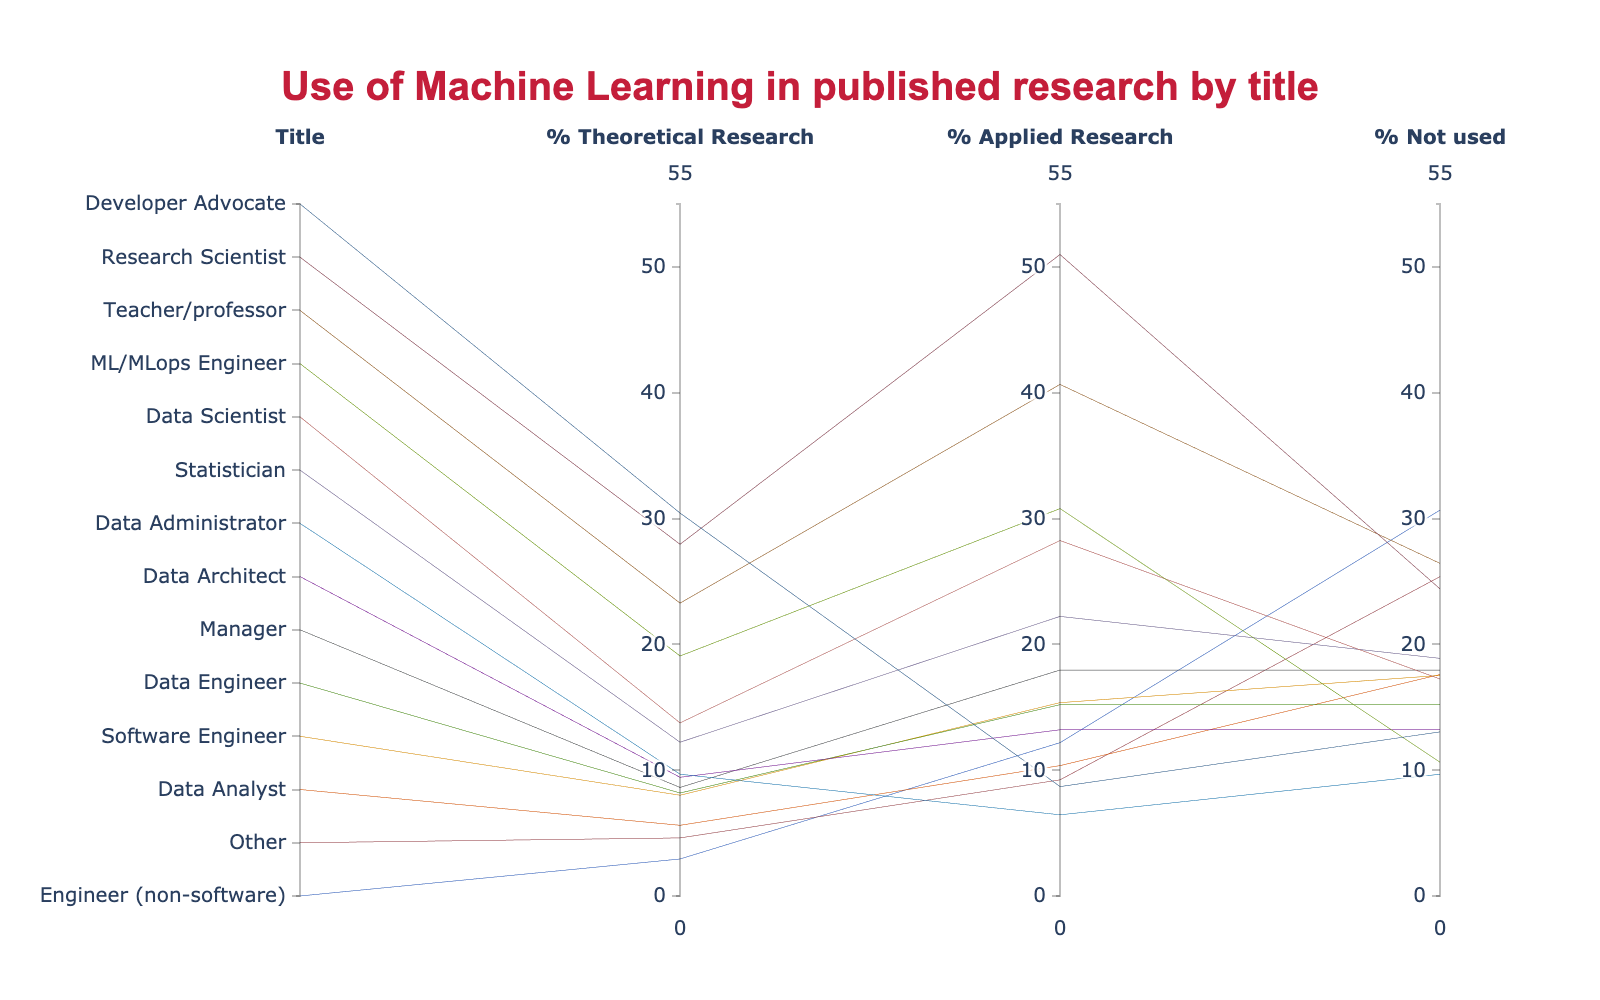 Use of Machine Learning in published research by title
Title
% Theoretical Research
% Applied Research
% Not used
55
55
55
Developer Advocate
Research Scientist
50
50
50
Teacher/professor
ML/MLops Engineer
40
40
40
Data Scientist
Statistician
Data Administrator
30
30
30
Data Architect
Manager
20
20
20
Data Engineer
Software Engineer
10
10
10
Data Analyst
Other
Engineer (non-software)
0
0
0
0
0
0